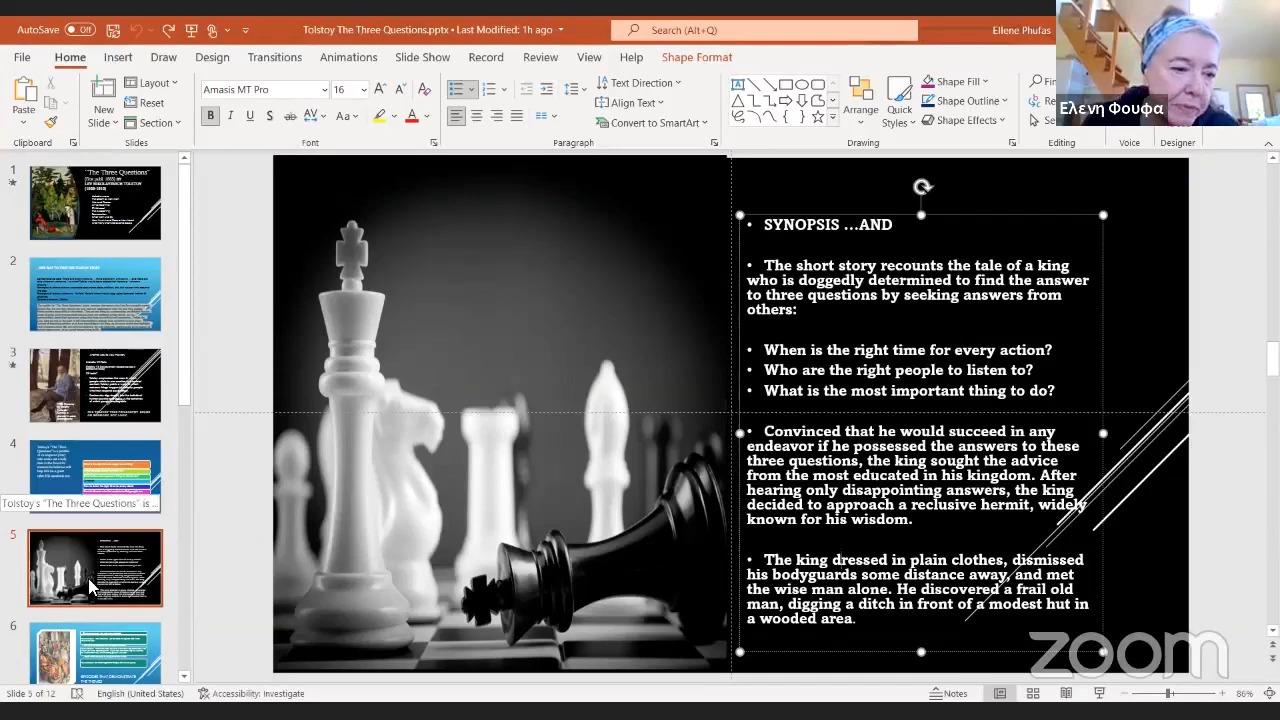 AutoSave Off Tolstoy The Three Questions.pptx • Last Modified: 1h ago Search (Alt+Q) Ellene Phufas
File Home Insert Draw Design Transitions Animations Slide Show Record Review View Help Shape Format
Ελενη Φουφα
Paste
New
Slide
Layout
Reset
Section
Amasis MT Pro 16
Text Direction
Align Text
Convert to SmartArt
Arrange
Quick
Styles
Shape Fill
Shape Outline
Shape Effects
Clipboard Slides Font Paragraph Drawing Editing Voice Designer
1
"The Three Questions"
2
3
4
Tolstoy's "The Three Questions" is ...
5
6
• SYNOPSIS …AND
• The short story recounts the tale of a king
who is doggedly determined to find the answer
to three questions by seeking answers from
others:
• When is the right time for every action?
• Who are the right people to listen to?
• What is the most important thing to do?
• Convinced that he would succeed in any
endeavor if he possessed the answers to these
three questions, the king sought the advice
from the most educated in his kingdom. After
hearing only disappointing answers, the king
decided to approach a reclusive hermit, widely
known for his wisdom.
• The king dressed in plain clothes, dismissed
his bodyguards some distance away, and met
the wise man alone. He discovered a frail old
man, digging a ditch in front of a modest hut in
a wooded area.
zoom
Slide 5 of 12 English (United States) Accessibility: Investigate Notes 86%